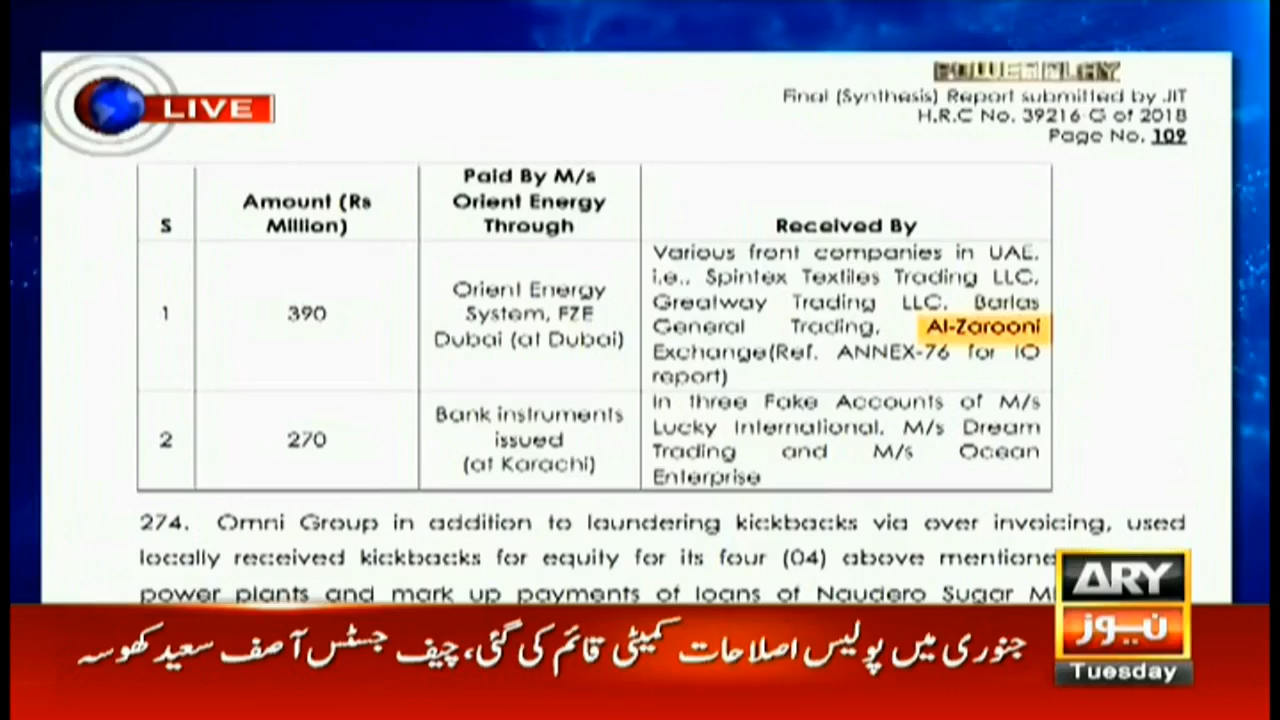 LIVE
POWER PLAY
Final (Synthesis) Report submitted by JIT
H.R.C No. 39216-G of 2018
Page No. 109
S
Amount (Rs
Million)
Paid By M/s
Orient Energy
Through
Received By
1
390
Orient Energy
System, FZE
Dubai (at Dubai)
Various front companies in UAE,
i.e., Spintex Textiles Trading LLC,
Greatway Trading LLC, Barlas
General Trading, Al-Zarooni
Exchange(Ref. ANNEX-76 for IO
report)
2
270
Bank instruments
issued
(at Karachi)
In three Fake Accounts of M/s
Lucky International, M/s Dream
Trading and M/s Ocean
Enterprise
274. Omni Group in addition to laundering kickbacks via over invoicing, used
locally received kickbacks for equity for its four (04) above mentione
power plants and mark up payments of loans of Naudero Sugar Mi
ARY
نیوز
Tuesday
جنوری میں پولیس اصلاحات کمیٹی قائم کی گئی، چیف جسٹس آصف سعید کھوسہ